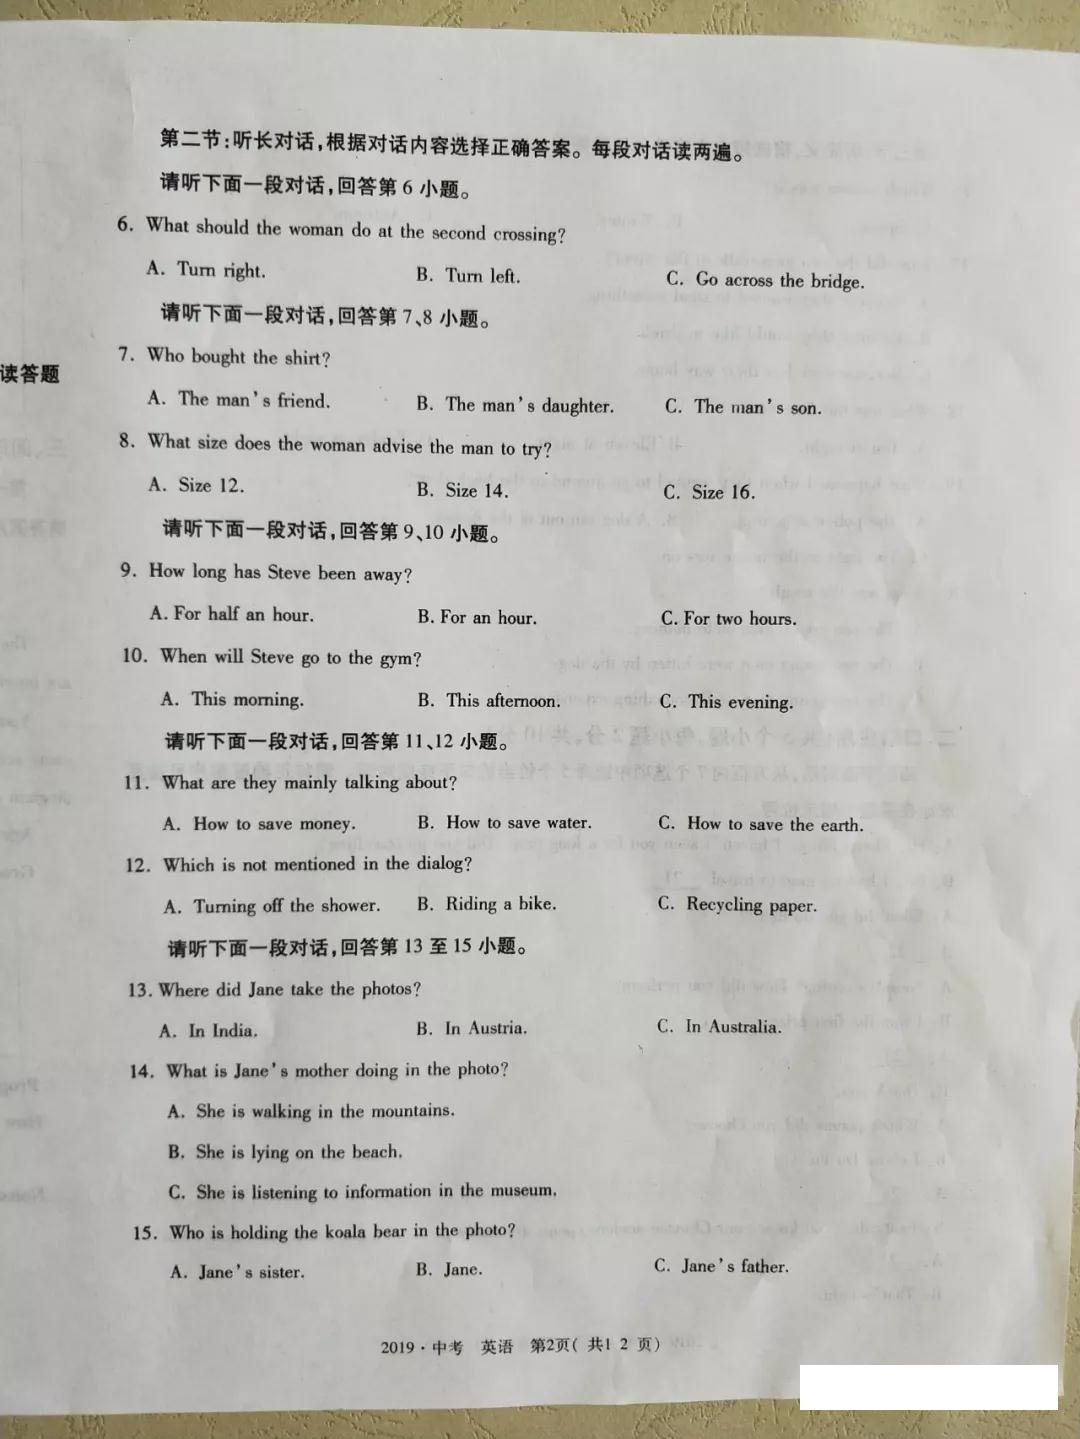 第二节:听长对话,根据对话内容选择正确答案。每段对话读两遍。
请听下面一段对话,回答第 6 小题。
6. What should the woman do at the second crossing?
A. Turn right. B. Turn left. C. Go across the bridge.
请听下面一段对话,回答第 7、8 小题。
7. Who bought the shirt?
读答题
A. The man's friend. B. The man's daughter. C. The man's son.
8. What size does the woman advise the man to try?
A. Size 12. B. Size 14. C. Size 16.
请听下面一段对话,回答第 9、10 小题。
9. How long has Steve been away?
A. For half an hour. B. For an hour. C. For two hours.
10. When will Steve go to the gym?
A. This morning. B. This afternoon. C. This evening.
请听下面一段对话,回答第 11、12 小题。
11. What are they mainly talking about?
A. How to save money. B. How to save water. C. How to save the earth.
12. Which is not mentioned in the dialog?
A. Turning off the shower. B. Riding a bike. C. Recycling paper.
请听下面一段对话,回答第 13 至 15 小题。
13. Where did Jane take the photos?
A. In India. B. In Austria. C. In Australia.
14. What is Jane's mother doing in the photo?
A. She is walking in the mountains.
B. She is lying on the beach.
C. She is listening to information in the museum.
15. Who is holding the koala bear in the photo?
A. Jane's sister. B. Jane. C. Jane's father.
2019·中考 英语 第2页( 共1 2 页)